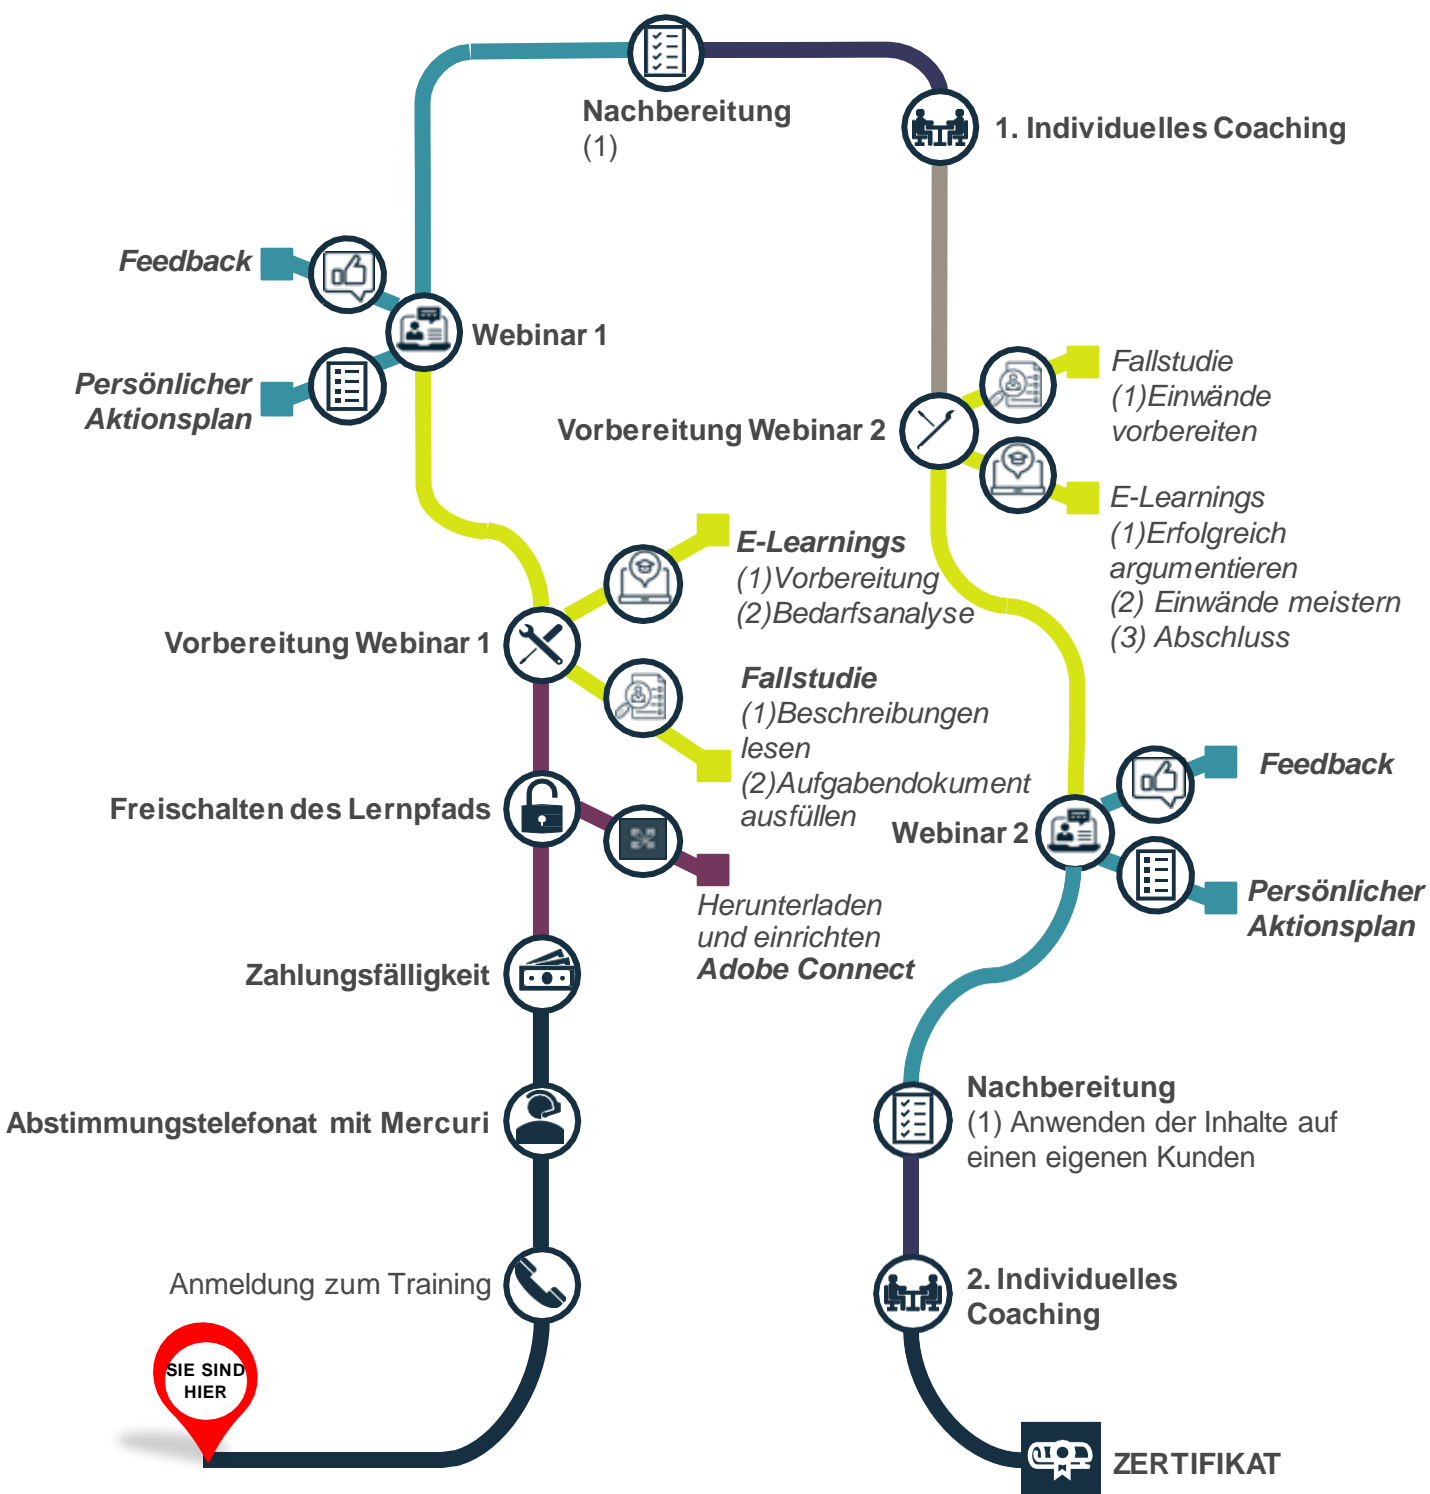 Nachbereitung
(1)
1. Individuelles Coaching
Feedback
Webinar 1
Persönlicher
Aktionsplan
Fallstudie
(1)Einwände
vorbereiten
Vorbereitung Webinar 2
E-Learnings
(1)Erfolgreich
argumentieren
(2) Einwände meistern
(3) Abschluss
E-Learnings
(1)Vorbereitung
(2)Bedarfsanalyse
Vorbereitung Webinar 1
Fallstudie
(1)Beschreibungen
lesen
(2)Aufgabendokument
ausfüllen
Freischalten des Lernpfads
Feedback
Webinar 2
Persönlicher
Aktionsplan
Herunterladen
und einrichten
Adobe Connect
Zahlungsfälligkeit
Abstimmungstelefonat mit Mercuri
Nachbereitung
(1) Anwenden der Inhalte auf
einen eigenen Kunden
Anmeldung zum Training
2. Individuelles
Coaching
SIE SIND
HIER
ZERTIFIKAT